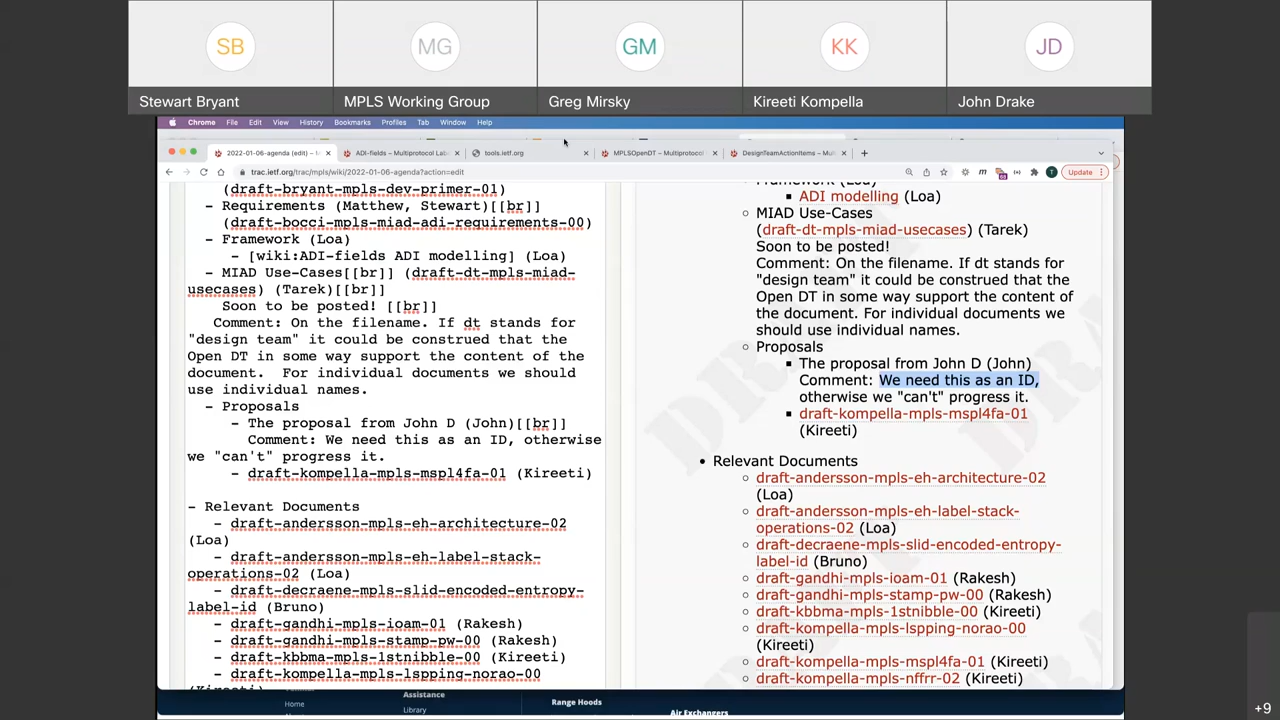 SB
MG
GM
KK
JD
Stewart Bryant
MPLS Working Group
Greg Mirsky
Kireeti Kompella
John Drake
Chrome File Edit View History Bookmarks Profiles Tab Window Help
2022-01-06-agenda (edit) –
ADI-fields – Multiprotocol Lab
tools.ietf.org
MPLSOpenDT – Multiprotocol
DesignTeamActionItems – Mul
trac.ietf.org/trac/mpls/wiki/2022-01-06-agenda?action=edit
Update
(draft-bryant-mpls-dev-primer-01)
- Requirements (Matthew, Stewart)[[br]]
(draft-bocci-mpls-miad-adi-requirements-00)
- Framework (Loa)
- [wiki:ADI-fields ADI modelling] (Loa)
- MIAD Use-Cases[[br]] (draft-dt-mpls-miad-
usecases) (Tarek)[[br]]
Soon to be posted! [[br]]
Comment: On the filename. If dt stands for
"design team" it could be construed that the
Open DT in some way support the content of the
document.  For individual documents we should
use individual names.
- Proposals
- The proposal from John D (John)[[br]]
Comment: We need this as an ID, otherwise
we "can't" progress it.
- draft-kompella-mpls-mspl4fa-01 (Kireeti)
- Relevant Documents
- draft-andersson-mpls-eh-architecture-02
(Loa)
- draft-andersson-mpls-eh-label-stack-
operations-02 (Loa)
- draft-decraene-mpls-slid-encoded-entropy-
label-id (Bruno)
- draft-gandhi-mpls-ioam-01 (Rakesh)
- draft-gandhi-mpls-stamp-pw-00 (Rakesh)
- draft-kbbma-mpls-1stnibble-00 (Kireeti)
- draft-kompella-mpls-lspping-norao-00
(Kireeti)
Framework (Loa)
ADI modelling (Loa)
MIAD Use-Cases
(draft-dt-mpls-miad-usecases) (Tarek)
Soon to be posted!
Comment: On the filename. If dt stands for
"design team" it could be construed that the
Open DT in some way support the content of
the document. For individual documents we
should use individual names.
Proposals
The proposal from John D (John)
Comment: We need this as an ID,
otherwise we "can't" progress it.
draft-kompella-mpls-mspl4fa-01
(Kireeti)
Relevant Documents
draft-andersson-mpls-eh-architecture-02
(Loa)
draft-andersson-mpls-eh-label-stack-
operations-02 (Loa)
draft-decraene-mpls-slid-encoded-entropy-
label-id (Bruno)
draft-gandhi-mpls-ioam-01 (Rakesh)
draft-gandhi-mpls-stamp-pw-00 (Rakesh)
draft-kbbma-mpls-1stnibble-00 (Kireeti)
draft-kompella-mpls-lspping-norao-00
(Kireeti)
draft-kompella-mpls-mspl4fa-01 (Kireeti)
draft-kompella-mpls-nffrr-02 (Kireeti)
DRAFT
Home
Assistance
Library
Range Hoods
Air Exchangers
+9